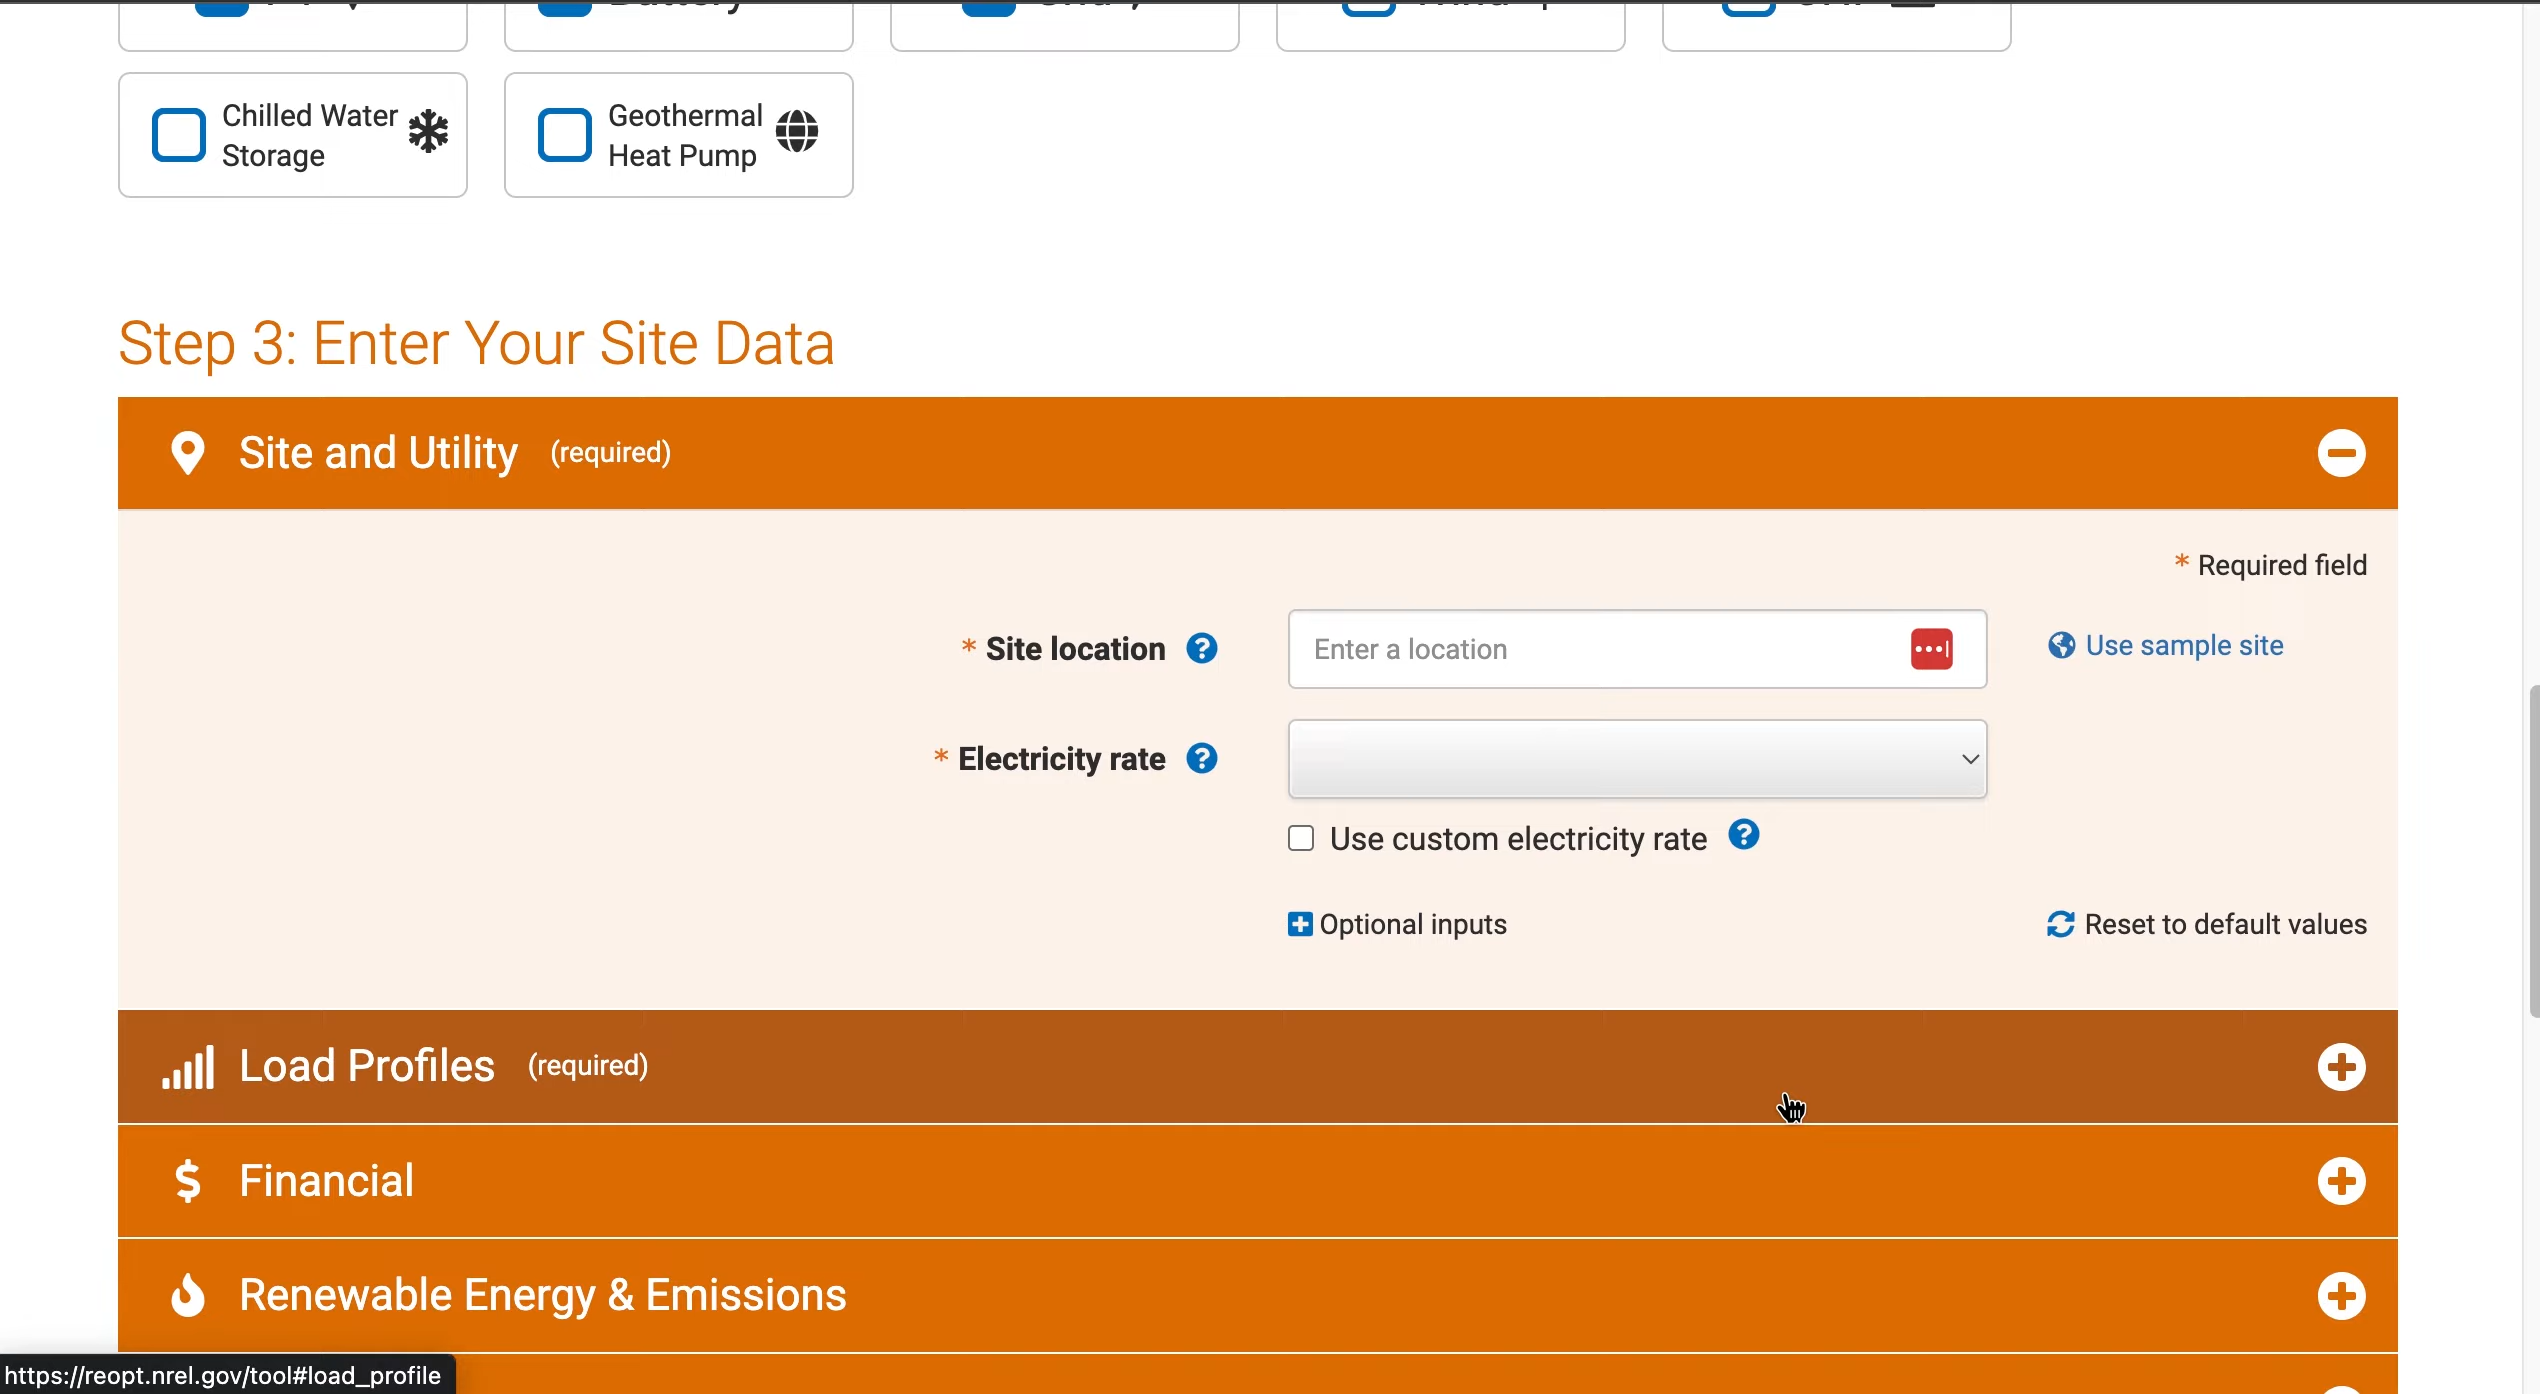 Chilled Water
Storage
Geothermal
Heat Pump
Step 3: Enter Your Site Data
Site and Utility (required)
* Required field
* Site location ? Enter a location Use sample site
* Electricity rate ?
Use custom electricity rate ?
Optional inputs Reset to default values
Load Profiles (required)
$ Financial
Renewable Energy & Emissions
https://reopt.nrel.gov/tool#load_profile